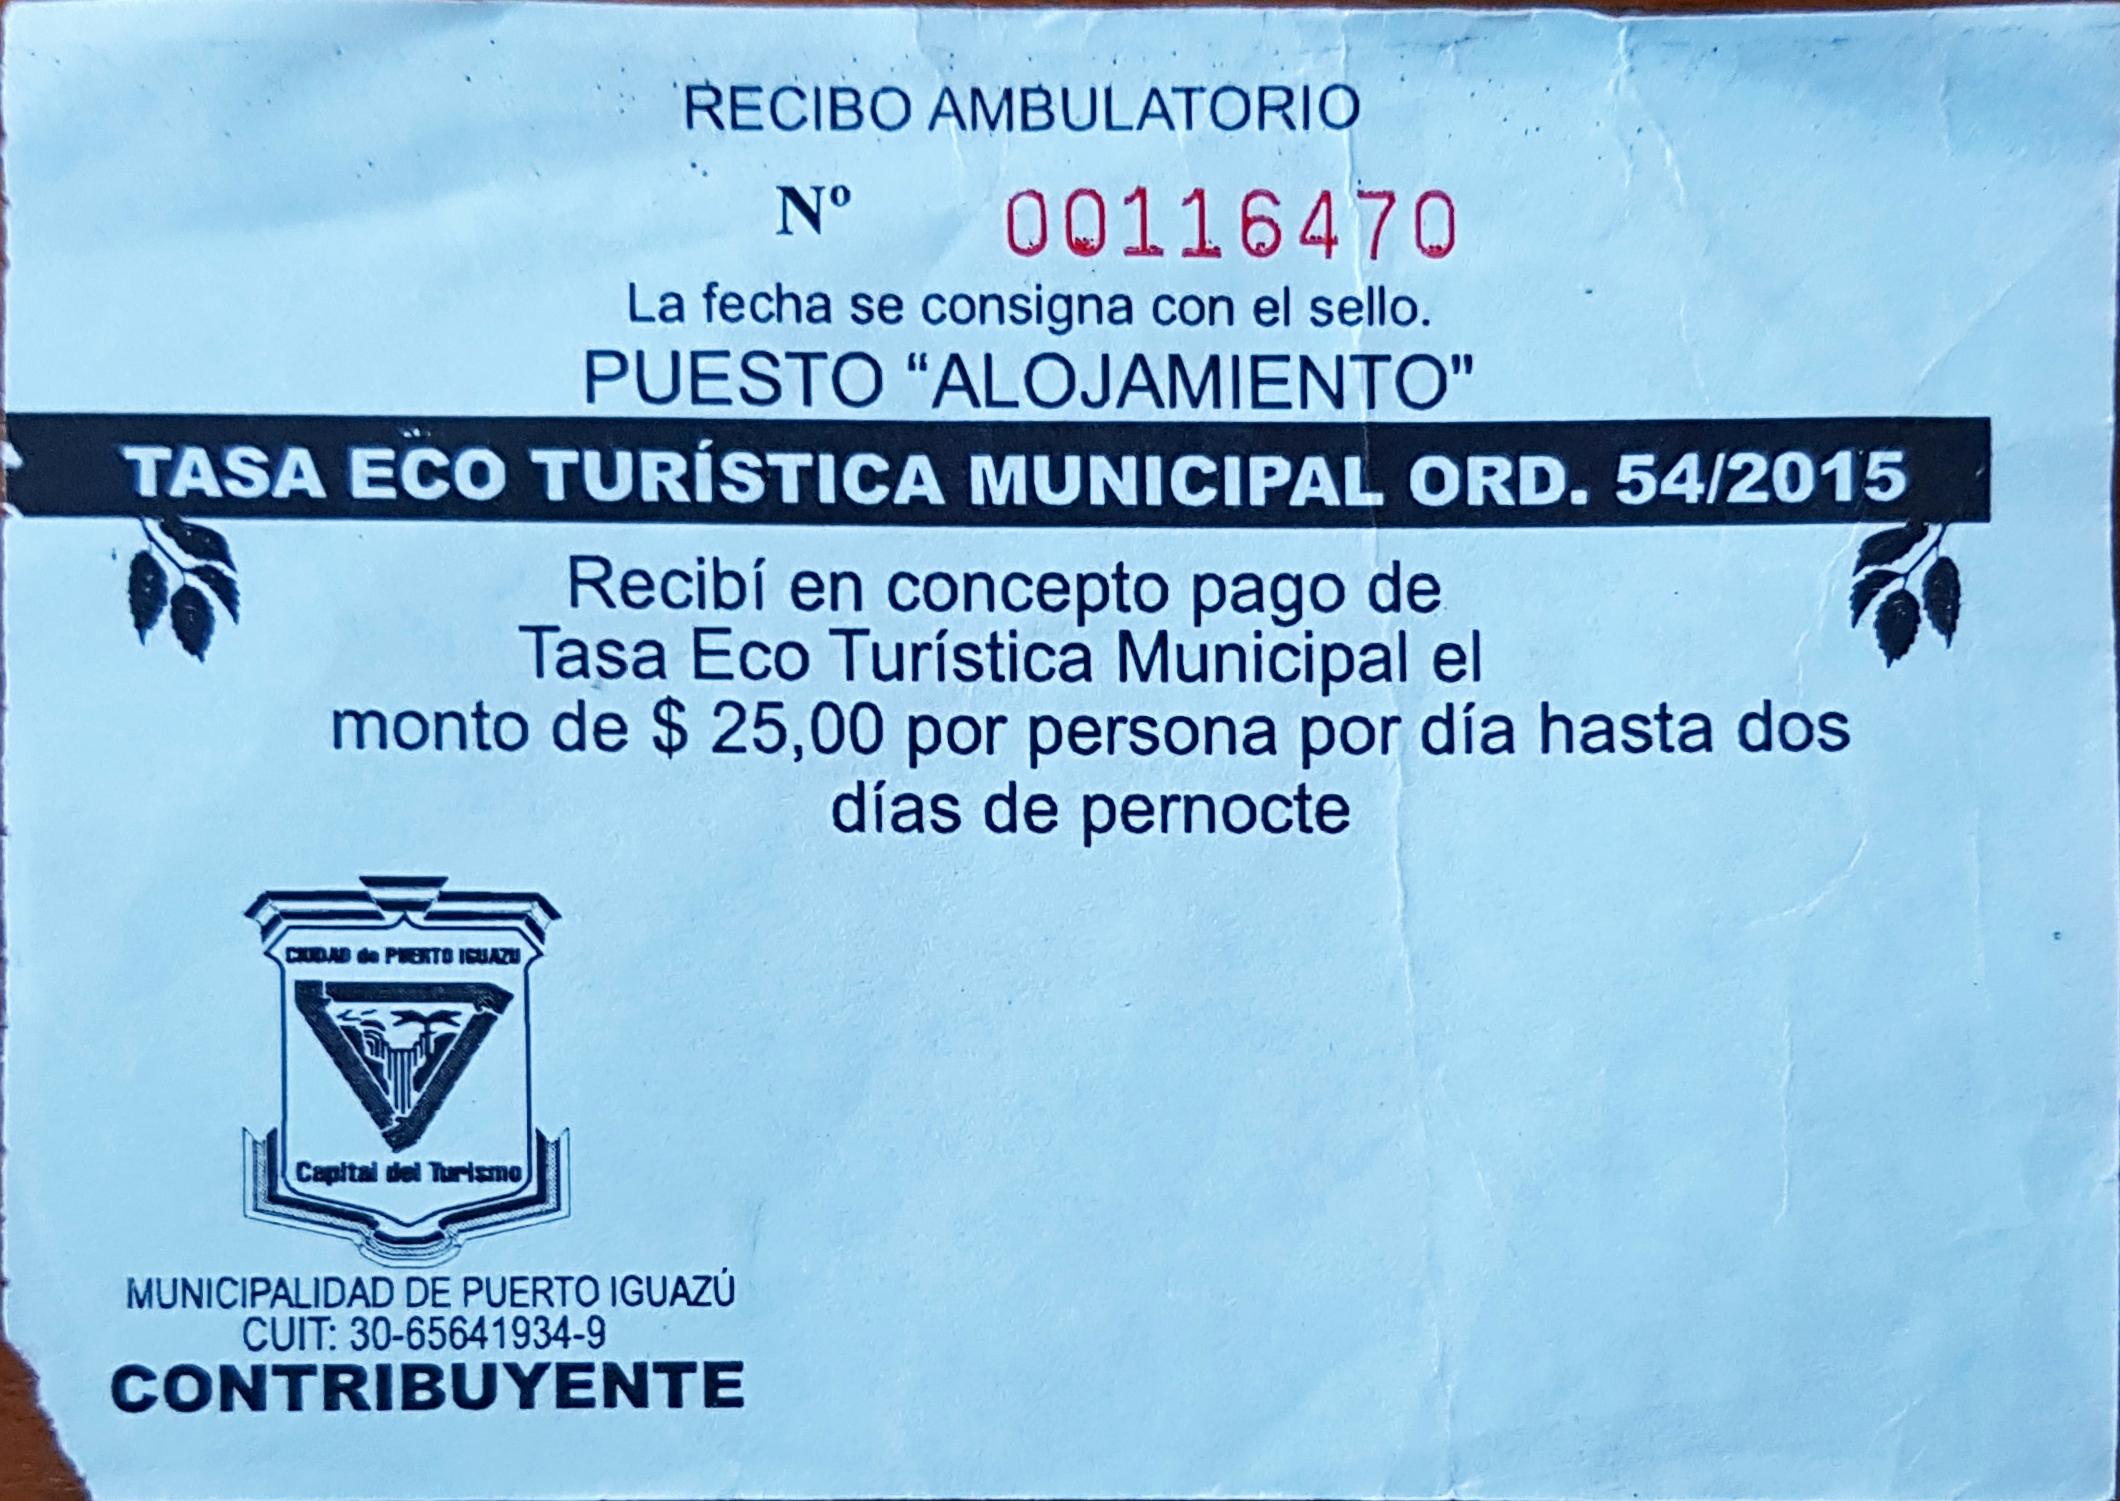 RECIBO AMBULATORIO
Nº 00116470
La fecha se consigna con el sello.
PUESTO “ALOJAMIENTO”
TASA ECO TURÍSTICA MUNICIPAL ORD. 54/2015
Recibí en concepto pago de
Tasa Eco Turística Municipal el
monto de $ 25,00 por persona por día hasta dos
días de pernocte
CIUDAD de PUERTO IGUAZU
Capital del Turismo
MUNICIPALIDAD DE PUERTO IGUAZÚ
CUIT: 30-65641934-9
CONTRIBUYENTE